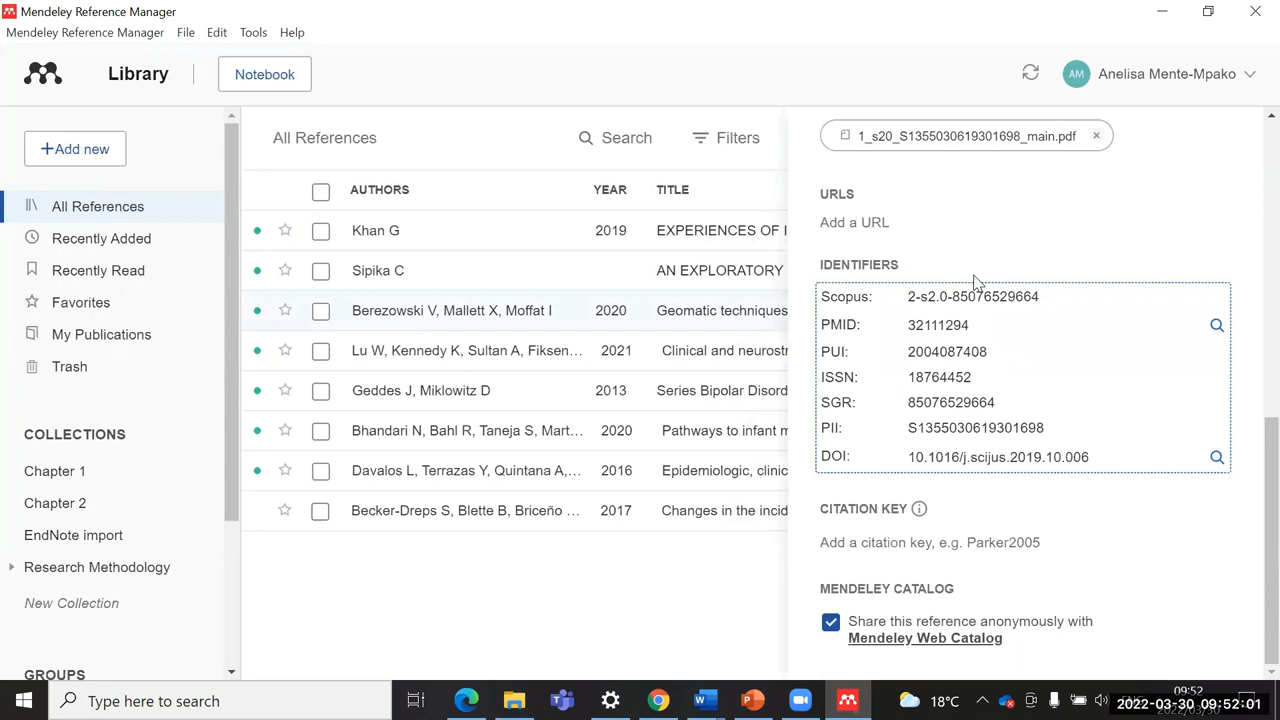 Mendeley Reference Manager
Mendeley Reference Manager File Edit Tools Help
Library
Notebook
AM Anelisa Mente-Mpako
+Add new
All References
Recently Added
Recently Read
Favorites
My Publications
Trash
COLLECTIONS
Chapter 1
Chapter 2
EndNote import
Research Methodology
New Collection
GROUPS
All References Search Filters
AUTHORS YEAR TITLE
Khan G 2019 EXPERIENCES OF I
Sipika C AN EXPLORATORY
Berezowski V, Mallett X, Moffat I 2020 Geomatic techniques
Lu W, Kennedy K, Sultan A, Fiksen... 2021 Clinical and neurostr
Geddes J, Miklowitz D 2013 Series Bipolar Disord
Bhandari N, Bahl R, Taneja S, Mart... 2020 Pathways to infant m
Davalos L, Terrazas Y, Quintana A,... 2016 Epidemiologic, clinic
Becker-Dreps S, Blette B, Briceño ... 2017 Changes in the incid
1_s20_S1355030619301698_main.pdf
URLS
Add a URL
IDENTIFIERS
Scopus: 2-s2.0-85076529664
PMID: 32111294
PUI: 2004087408
ISSN: 18764452
SGR: 85076529664
PII: S1355030619301698
DOI: 10.1016/j.scijus.2019.10.006
CITATION KEY
Add a citation key, e.g. Parker2005
MENDELEY CATALOG
Share this reference anonymously with
Mendeley Web Catalog
Type here to search
18°C
09:52
2022-03-30 09:52:01